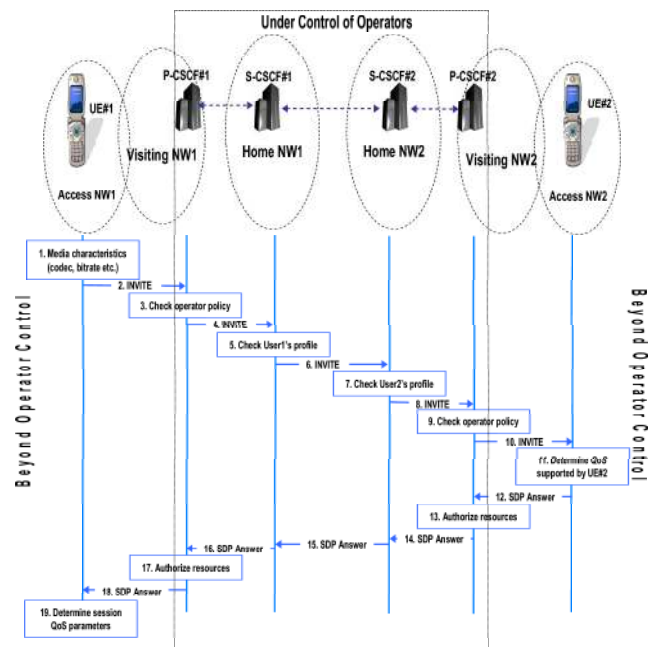 Under Control of Operators
P-CSCF#1
S-CSCF#1
S-CSCF#2
P-CSCF#2
UE#1
UE#2
Visiting NW1
Home NW1
Home NW2
Visiting NW2
Access NW1
Access NW2
1. Media characteristics
(codec, bitrate etc.)
2. INVITE
3. Check operator policy
4. INVITE
5. Check User1's profile
6. INVITE
7. Check User2's profile
8. INVITE
9. Check operator policy
10. INVITE
11. Determine QoS
supported by UE#2
12. SDP Answer
13. Authorize resources
14. SDP Answer
15. SDP Answer
16. SDP Answer
17. Authorize resources
18. SDP Answer
19. Determine session
QoS parameters
Beyond Operator Control
Beyond Operator Control